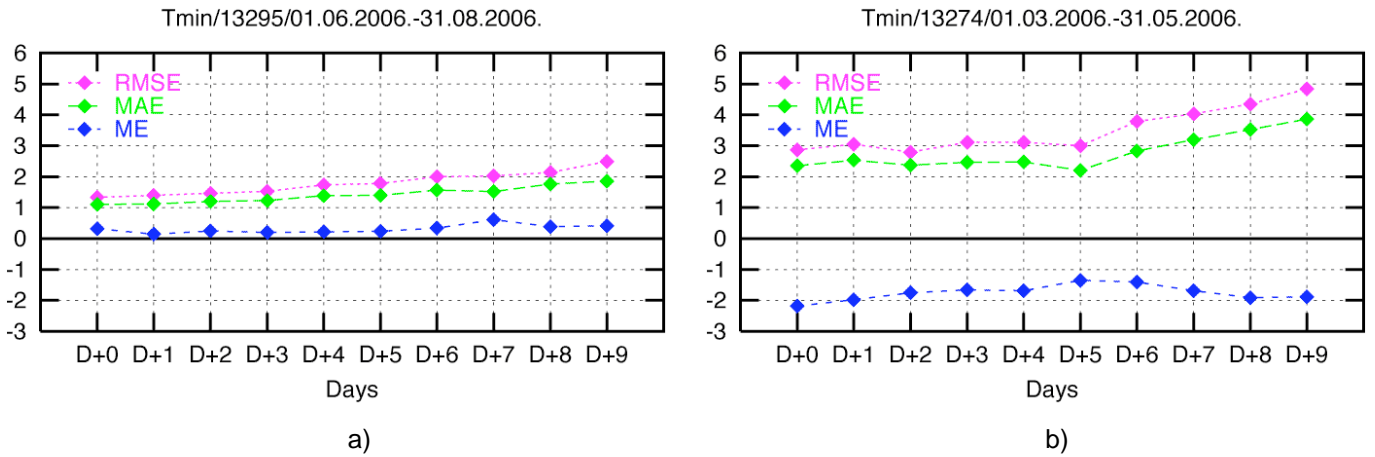 Tmin/13295/01.06.2006.-31.08.2006.
6
5
4
3
2
1
0
-1
-2
-3
RMSE
MAE
ME
D+0 D+1 D+2 D+3 D+4 D+5 D+6 D+7 D+8 D+9
Days
a)
Tmin/13274/01.03.2006.-31.05.2006.
6
5
4
3
2
1
0
-1
-2
-3
RMSE
MAE
ME
D+0 D+1 D+2 D+3 D+4 D+5 D+6 D+7 D+8 D+9
Days
b)